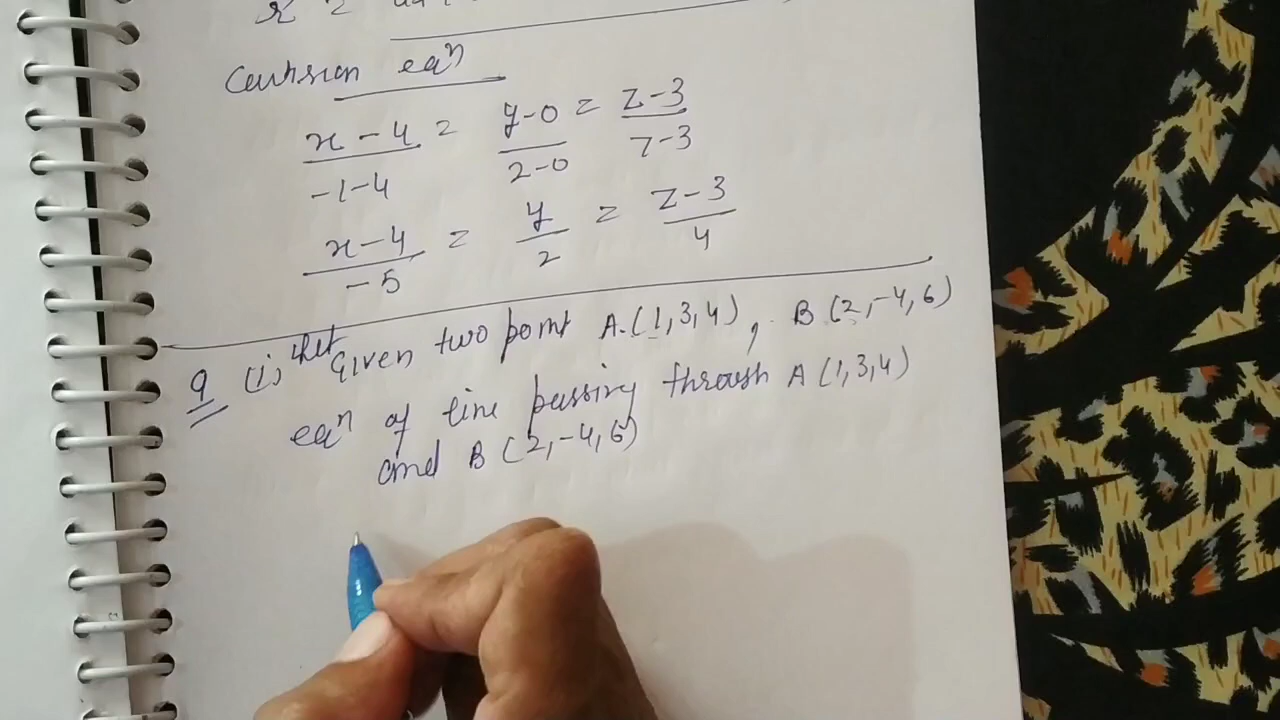 Cartesian eqⁿ
x-4 = y-0 = z-3
-1-4 2-0 7-3
x-4 = y = z-3
-5 2 4
9 (i) let Given two point A.(1,3,4), B(2,-4,6)
eqⁿ of line passing through A(1,3,4)
and B(2,-4,6)